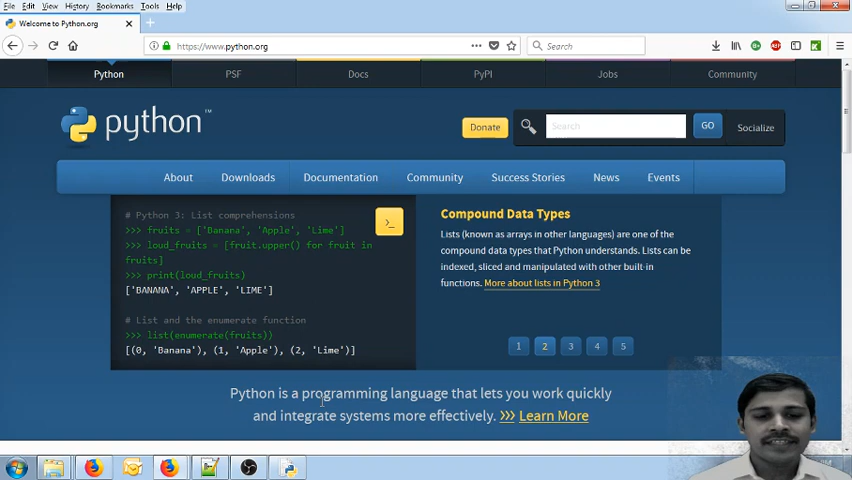 File Edit View History Bookmarks Tools Help
Welcome to Python.org
https://www.python.org
Search
Python PSF Docs PyPI Jobs Community
python™
Donate
Search
GO
Socialize
About Downloads Documentation Community Success Stories News Events
# Python 3: List comprehensions
>>> fruits = ['Banana', 'Apple', 'Lime']
>>> loud_fruits = [fruit.upper() for fruit in
fruits]
>>> print(loud_fruits)
['BANANA', 'APPLE', 'LIME']
# List and the enumerate function
>>> list(enumerate(fruits))
[(0, 'Banana'), (1, 'Apple'), (2, 'Lime')]
>_
Compound Data Types
Lists (known as arrays in other languages) are one of the
compound data types that Python understands. Lists can be
indexed, sliced and manipulated with other built-in
functions. More about lists in Python 3
1 2 3 4 5
Python is a programming language that lets you work quickly
and integrate systems more effectively. >>> Learn More